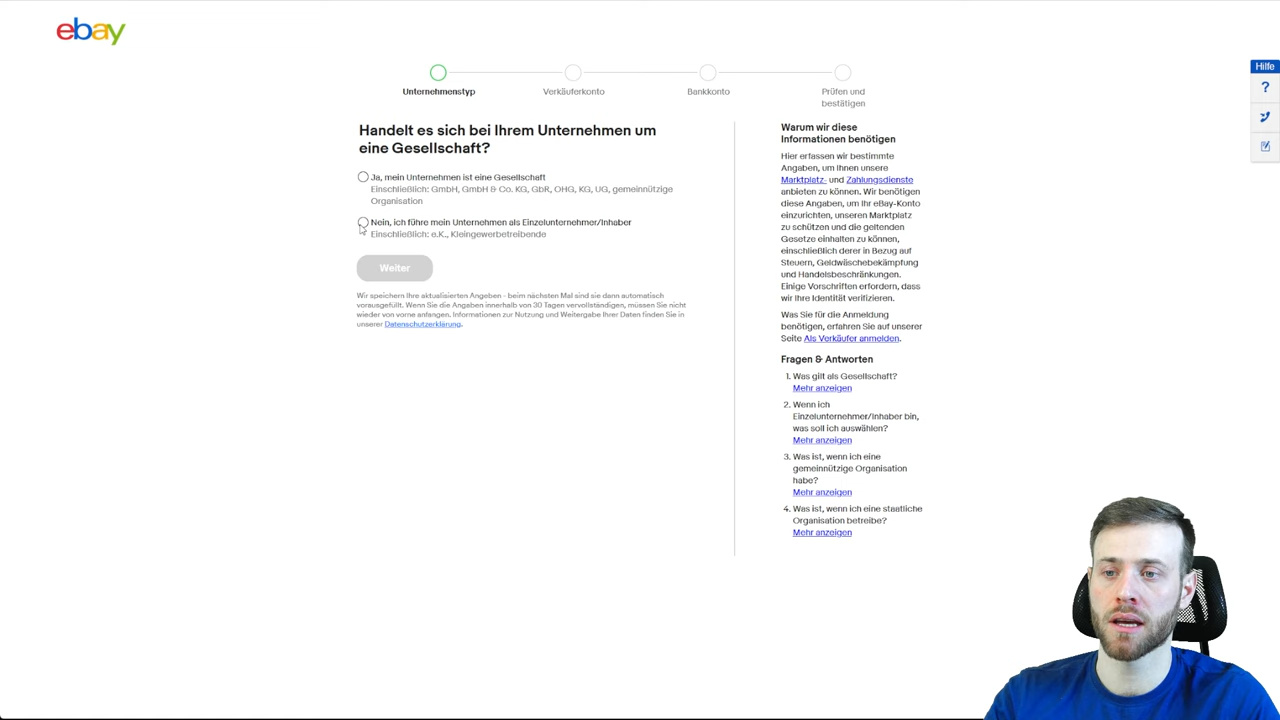 ebay
Hilfe
Unternehmenstyp
Verkäuferkonto
Bankkonto
Prüfen und
bestätigen
Handelt es sich bei Ihrem Unternehmen um
eine Gesellschaft?
Ja, mein Unternehmen ist eine Gesellschaft
Einschließlich: GmbH, GmbH & Co. KG, GbR, OHG, KG, UG, gemeinnützige
Organisation
Nein, ich führe mein Unternehmen als Einzelunternehmer/Inhaber
Einschließlich: e.K., Kleingewerbetreibende
Weiter
Wir speichern Ihre aktualisierten Angeben - beim nächsten Mal sind sie dann automatisch
vorausgefüllt. Wenn Sie die Angaben innerhalb von 30 Tagen vervollständigen, müssen Sie nicht
wieder von vorne anfangen. Informationen zur Nutzung und Weitergabe Ihrer Daten finden Sie in
unserer Datenschutzerklärung.
Warum wir diese
Informationen benötigen
Hier erfassen wir bestimmte
Angaben, um Ihnen unsere
Marktplatz- und Zahlungsdienste
anbieten zu können. Wir benötigen
diese Angaben, um Ihr eBay-Konto
einzurichten, unseren Marktplatz
zu schützen und die geltenden
Gesetze einhalten zu können,
einschließlich derer in Bezug auf
Steuern, Geldwäschebekämpfung
und Handelsbeschränkungen.
Einige Vorschriften erfordern, dass
wir Ihre Identität verifizieren.
Was Sie für die Anmeldung
benötigen, erfahren Sie auf unserer
Seite Als Verkäufer anmelden.
Fragen & Antworten
1. Was gilt als Gesellschaft?
Mehr anzeigen
2. Wenn ich
Einzelunternehmer/Inhaber bin,
was soll ich auswählen?
Mehr anzeigen
3. Was ist, wenn ich eine
gemeinnützige Organisation
habe?
Mehr anzeigen
4. Was ist, wenn ich eine staatliche
Organisation betreibe?
Mehr anzeigen